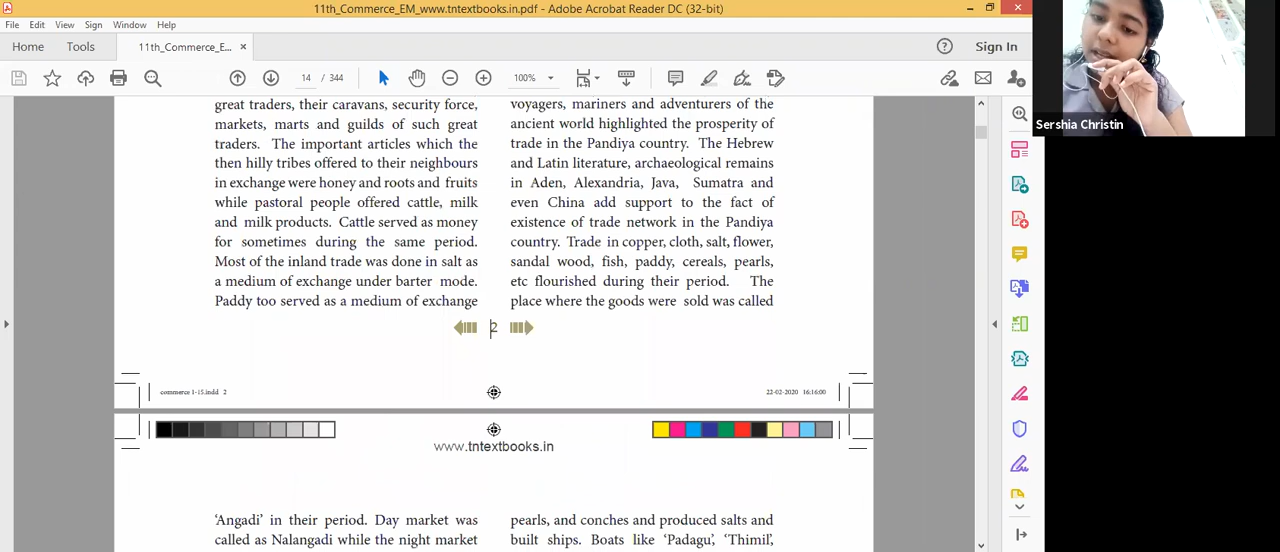 11th_Commerce_EM_www.tntextbooks.in.pdf - Adobe Acrobat Reader DC (32-bit)
File Edit View Sign Window Help
Home Tools 11th_Commerce_E... Sign In
14 / 344 100%
Sershia Christin
great traders, their caravans, security force,
markets, marts and guilds of such great
traders. The important articles which the
then hilly tribes offered to their neighbours
in exchange were honey and roots and fruits
while pastoral people offered cattle, milk
and milk products. Cattle served as money
for sometimes during the same period.
Most of the inland trade was done in salt as
a medium of exchange under barter mode.
Paddy too served as a medium of exchange
voyagers, mariners and adventurers of the
ancient world highlighted the prosperity of
trade in the Pandiya country. The Hebrew
and Latin literature, archaeological remains
in Aden, Alexandria, Java, Sumatra and
even China add support to the fact of
existence of trade network in the Pandiya
country. Trade in copper, cloth, salt, flower,
sandal wood, fish, paddy, cereals, pearls,
etc flourished during their period. The
place where the goods were sold was called
2
commerce 1-15.indd 2 22-02-2020 16:16:00
www.tntextbooks.in
‘Angadi’ in their period. Day market was
called as Nalangadi while the night market
pearls, and conches and produced salts and
built ships. Boats like ‘Padagu’, ‘Thimil’,